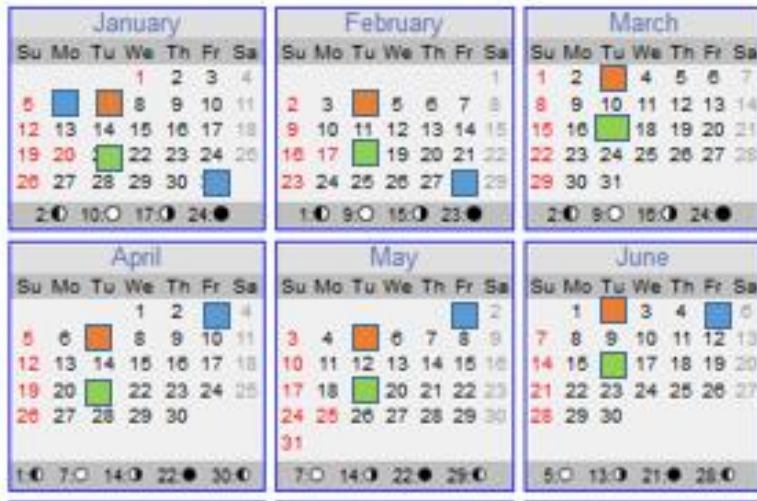 January
Su Mo Tu We Th Fr Sa
1 2 3 4
5 8 9 10 11
12 13 14 15 16 17 18
19 20 22 23 24 25
26 27 28 29 30
2:◐ 10:○ 17:◑ 24:●
February
Su Mo Tu We Th Fr Sa
1
2 3 5 6 7 8
9 10 11 12 13 14 15
16 17 19 20 21 22
23 24 25 26 27 29
1:◐ 9:○ 15:◑ 23:●
March
Su Mo Tu We Th Fr Sa
1 2 4 5 6 7
8 9 10 11 12 13 14
15 16 18 19 20 21
22 23 24 25 26 27 28
29 30 31
2:◐ 9:○ 16:◑ 24:●
April
Su Mo Tu We Th Fr Sa
1 2 4
5 6 8 9 10 11
12 13 14 15 16 17 18
19 20 22 23 24 25
26 27 28 29 30
1:◐ 7:○ 14:◑ 22:● 30:◐
May
Su Mo Tu We Th Fr Sa
2
3 4 6 7 8 9
10 11 12 13 14 15 16
17 18 20 21 22 23
24 25 26 27 28 29 30
31
7:○ 14:◑ 22:● 29:◐
June
Su Mo Tu We Th Fr Sa
1 3 4 6
7 8 9 10 11 12 13
14 15 17 18 19 20
21 22 23 24 25 26 27
28 29 30
5:○ 13:◑ 21:● 28:◐